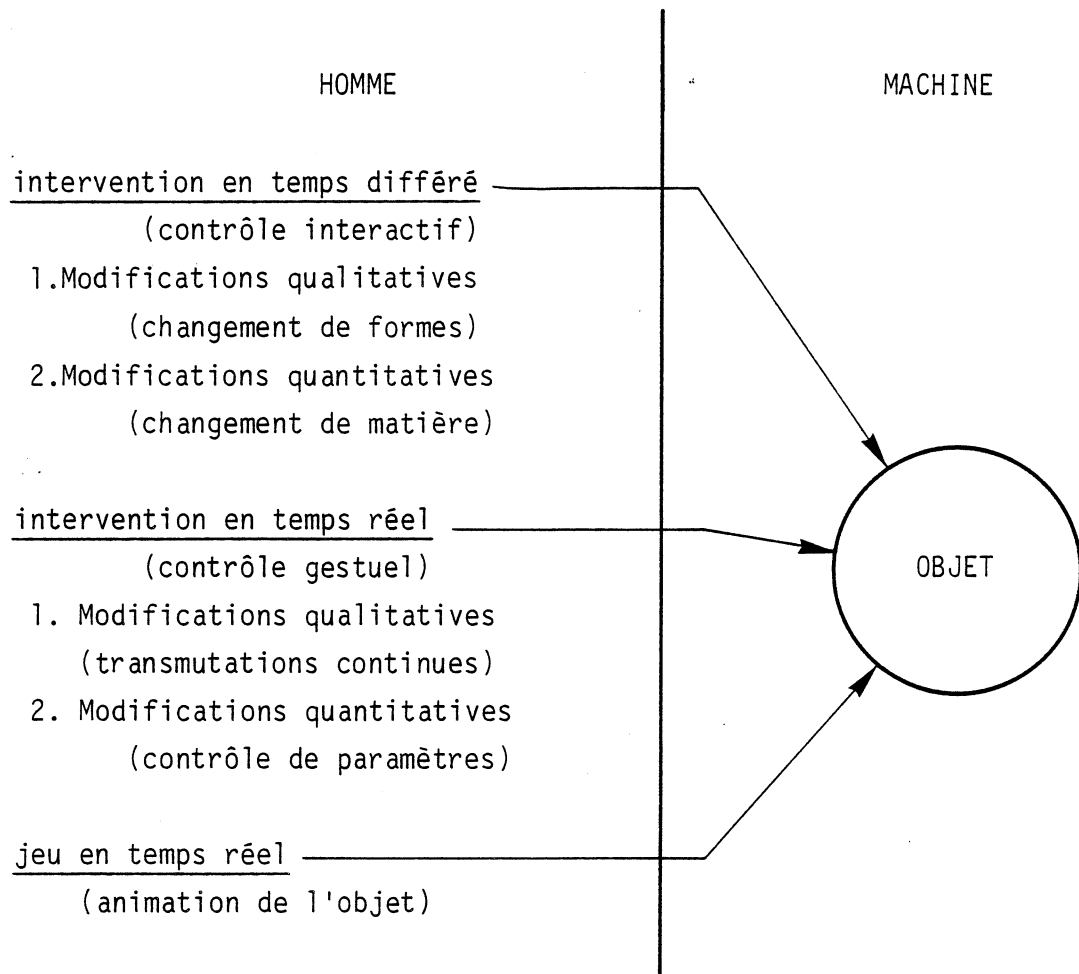 HOMME
MACHINE
intervention en temps différé
(contrôle interactif)
1.Modifications qualitatives
(changement de formes)
2.Modifications quantitatives
(changement de matière)
intervention en temps réel
(contrôle gestuel)
1. Modifications qualitatives
(transmutations continues)
2. Modifications quantitatives
(contrôle de paramètres)
jeu en temps réel
(animation de l'objet)
OBJET